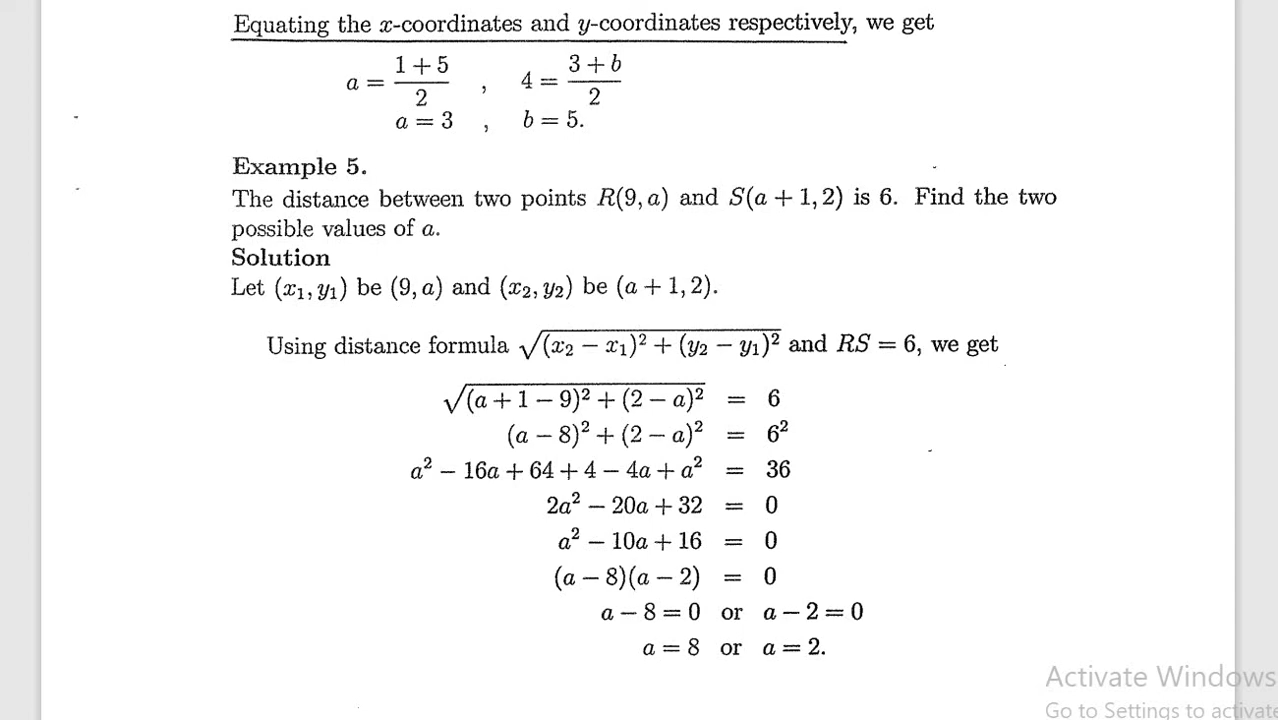 Equating the x-coordinates and y-coordinates respectively, we get
a = (1 + 5)/2 , 4 = (3 + b)/2
a = 3 , b = 5.
Example 5.
The distance between two points R(9, a) and S(a + 1, 2) is 6. Find the two
possible values of a.
Solution
Let (x₁, y₁) be (9, a) and (x₂, y₂) be (a + 1, 2).
Using distance formula √((x₂ − x₁)² + (y₂ − y₁)²) and RS = 6, we get
√((a + 1 − 9)² + (2 − a)²) = 6
(a − 8)² + (2 − a)² = 6²
a² − 16a + 64 + 4 − 4a + a² = 36
2a² − 20a + 32 = 0
a² − 10a + 16 = 0
(a − 8)(a − 2) = 0
a − 8 = 0 or a − 2 = 0
a = 8 or a = 2.
Activate Windows
Go to Settings to activate